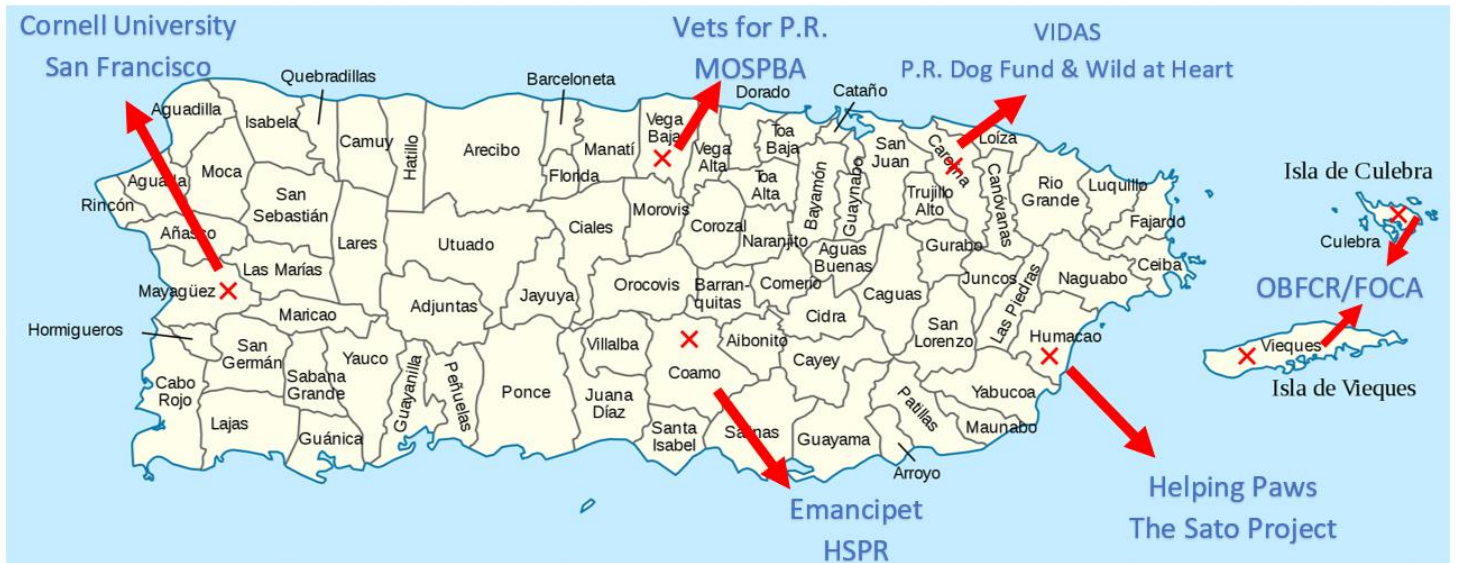 Cornell University
San Francisco
Vets for P.R.
MOSPBA
VIDAS
P.R. Dog Fund & Wild at Heart
Quebradillas
Barceloneta
Dorado
Cataño
Aguadilla
Isabela
Camuy
Hatillo
Arecibo
Manatí
Vega
Baja
Vega
Alta
Toa
Baja
Toa
Alta
Bayamón
Guaynabo
San
Juan
Trujillo
Alto
Carolina
Loíza
Canóvanas
Rio
Grande
Luquillo
Fajardo
Ceiba
Isla de Culebra
Culebra
Moca
Aguada
Rincón
San
Sebastián
Añasco
Lares
Utuado
Florida
Ciales
Morovis
Corozal
Naranjito
Aguas
Buenas
Gurabo
Juncos
Las Piedras
Naguabo
Las Marías
Mayagüez
Maricao
Adjuntas
Jayuya
Orocovis
Barran-
quitas
Comerio
Cidra
Caguas
San
Lorenzo
Humacao
OBFCR/FOCA
Vieques
Isla de Vieques
Hormigueros
San
Germán
Sabana
Grande
Yauco
Guayanilla
Peñuelas
Ponce
Villalba
Juana
Díaz
Coamo
Aibonito
Cayey
Yabucoa
Cabo
Rojo
Lajas
Guánica
Santa
Isabel
Salinas
Guayama
Patillas
Arroyo
Maunabo
Emancipet
HSPR
Helping Paws
The Sato Project